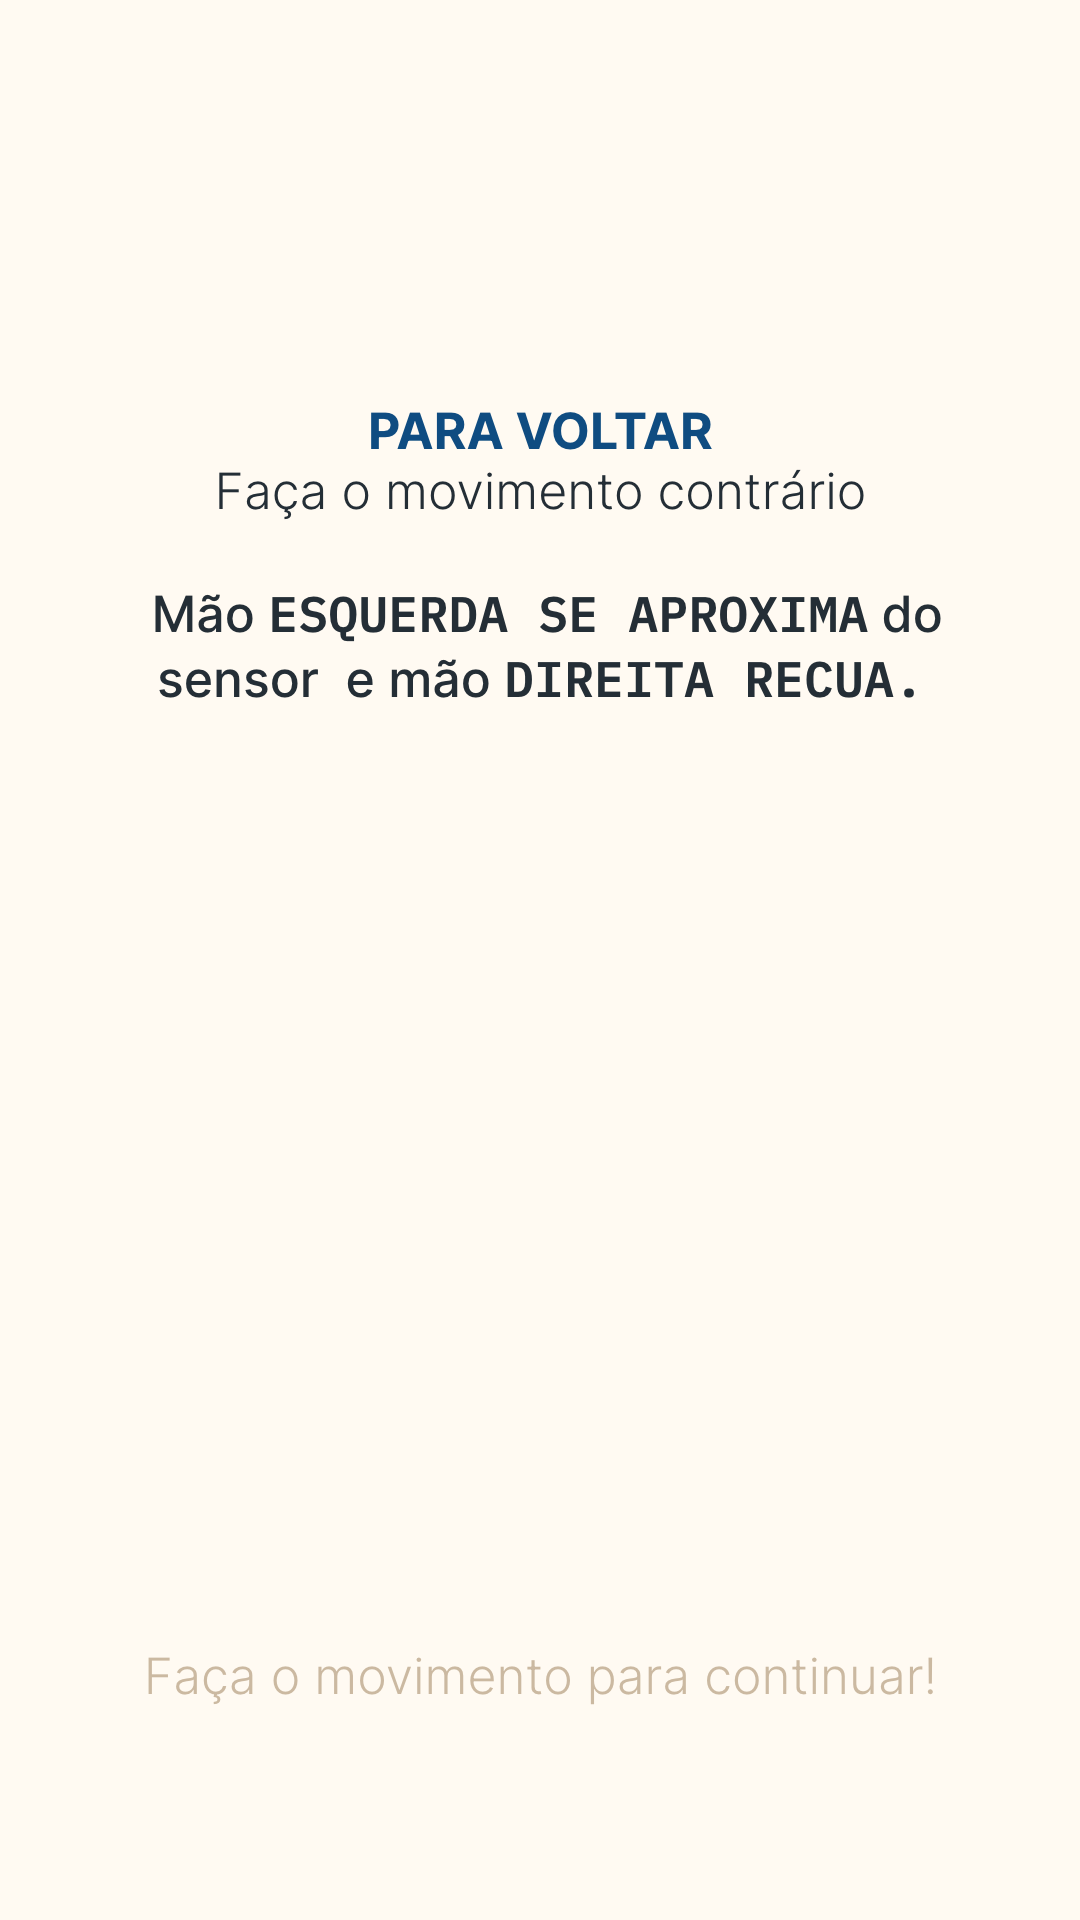 PARA VOLTAR
Faça o movimento contrário
Mão ESQUERDA SE APROXIMA do
sensor  e mão DIREITA RECUA.
Faça o movimento para continuar!